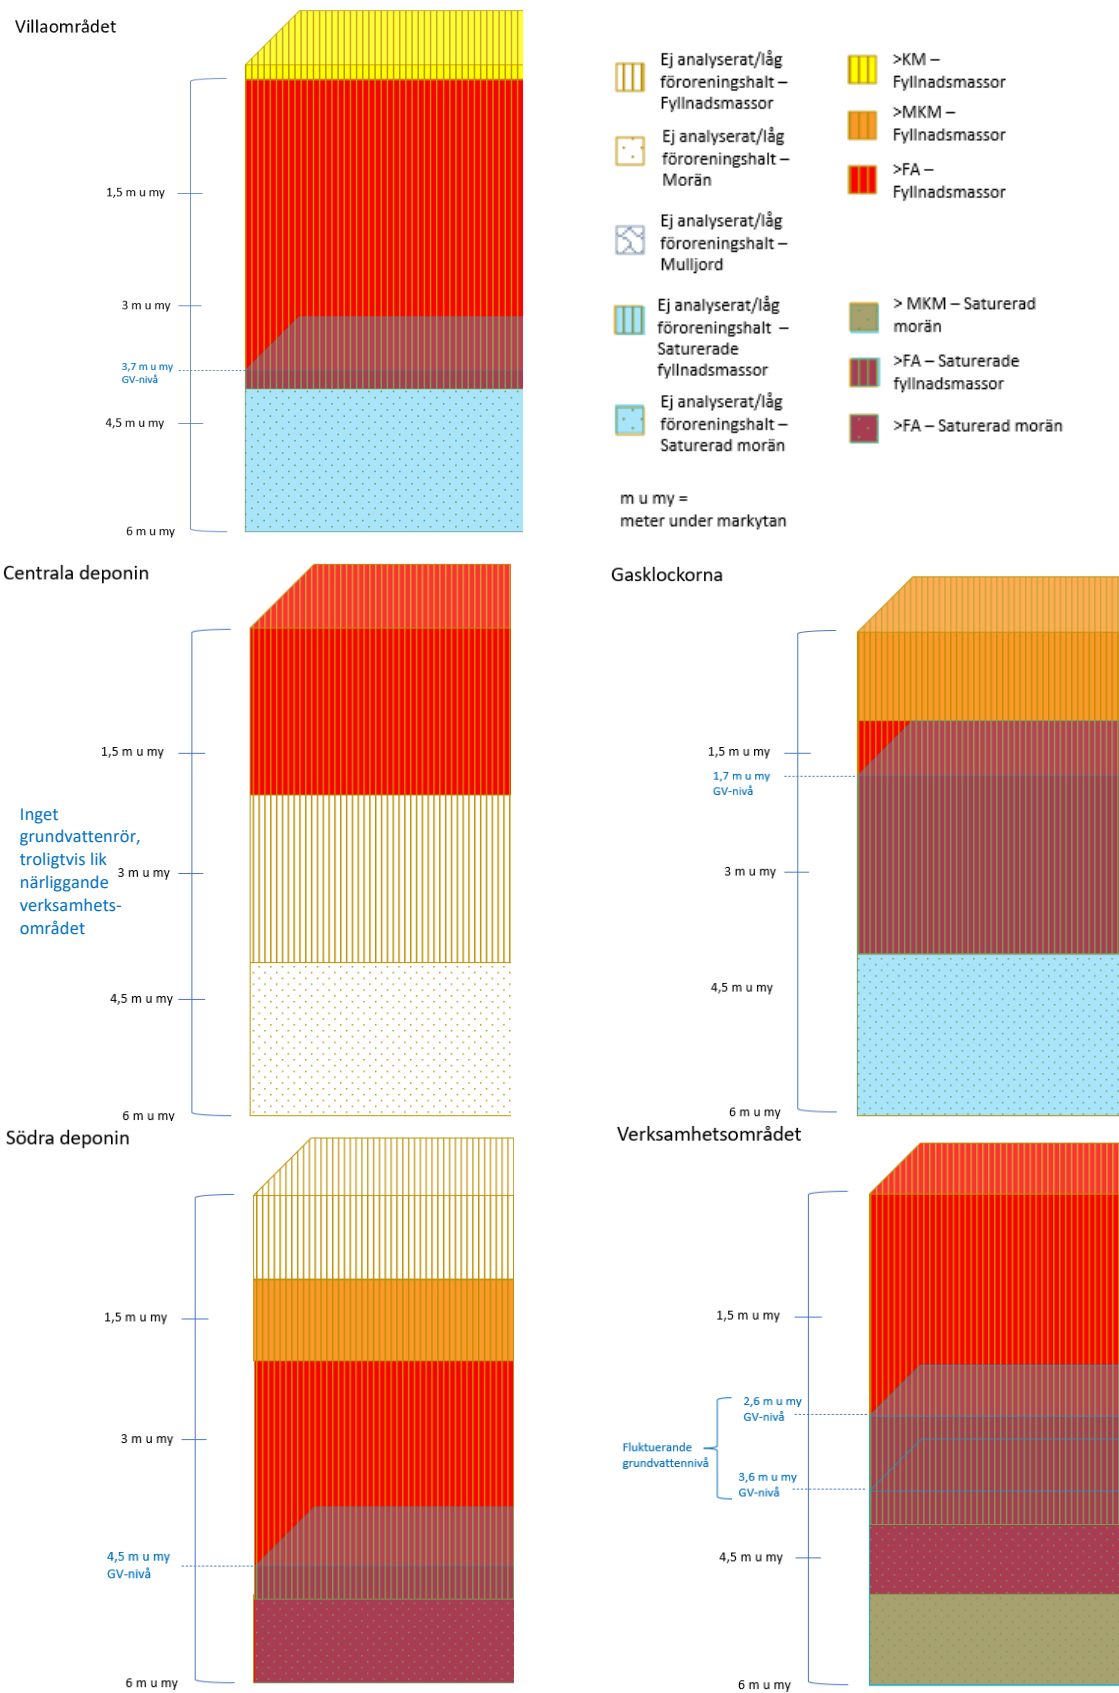 Villaområdet
1,5 m u my
3 m u my
3,7 m u my
GV-nivå
4,5 m u my
6 m u my
Ej analyserat/låg
föroreningshalt –
Fyllnadsmassor
Ej analyserat/låg
föroreningshalt –
Morän
Ej analyserat/låg
föroreningshalt –
Mulljord
Ej analyserat/låg
föroreningshalt –
Saturerade
fyllnadsmassor
Ej analyserat/låg
föroreningshalt –
Saturerad morän
>KM –
Fyllnadsmassor
>MKM –
Fyllnadsmassor
>FA –
Fyllnadsmassor
> MKM – Saturerad
morän
>FA – Saturerade
fyllnadsmassor
>FA – Saturerad morän
m u my =
meter under markytan
Centrala deponin
1,5 m u my
Inget
grundvattenrör,
troligtvis lik
närliggande
verksamhets-
området
3 m u my
4,5 m u my
6 m u my
Gasklockorna
1,5 m u my
1,7 m u my
GV-nivå
3 m u my
4,5 m u my
6 m u my
Södra deponin
1,5 m u my
3 m u my
4,5 m u my
GV-nivå
6 m u my
Verksamhetsområdet
1,5 m u my
2,6 m u my
GV-nivå
Fluktuerande
grundvattennivå
3,6 m u my
GV-nivå
4,5 m u my
6 m u my